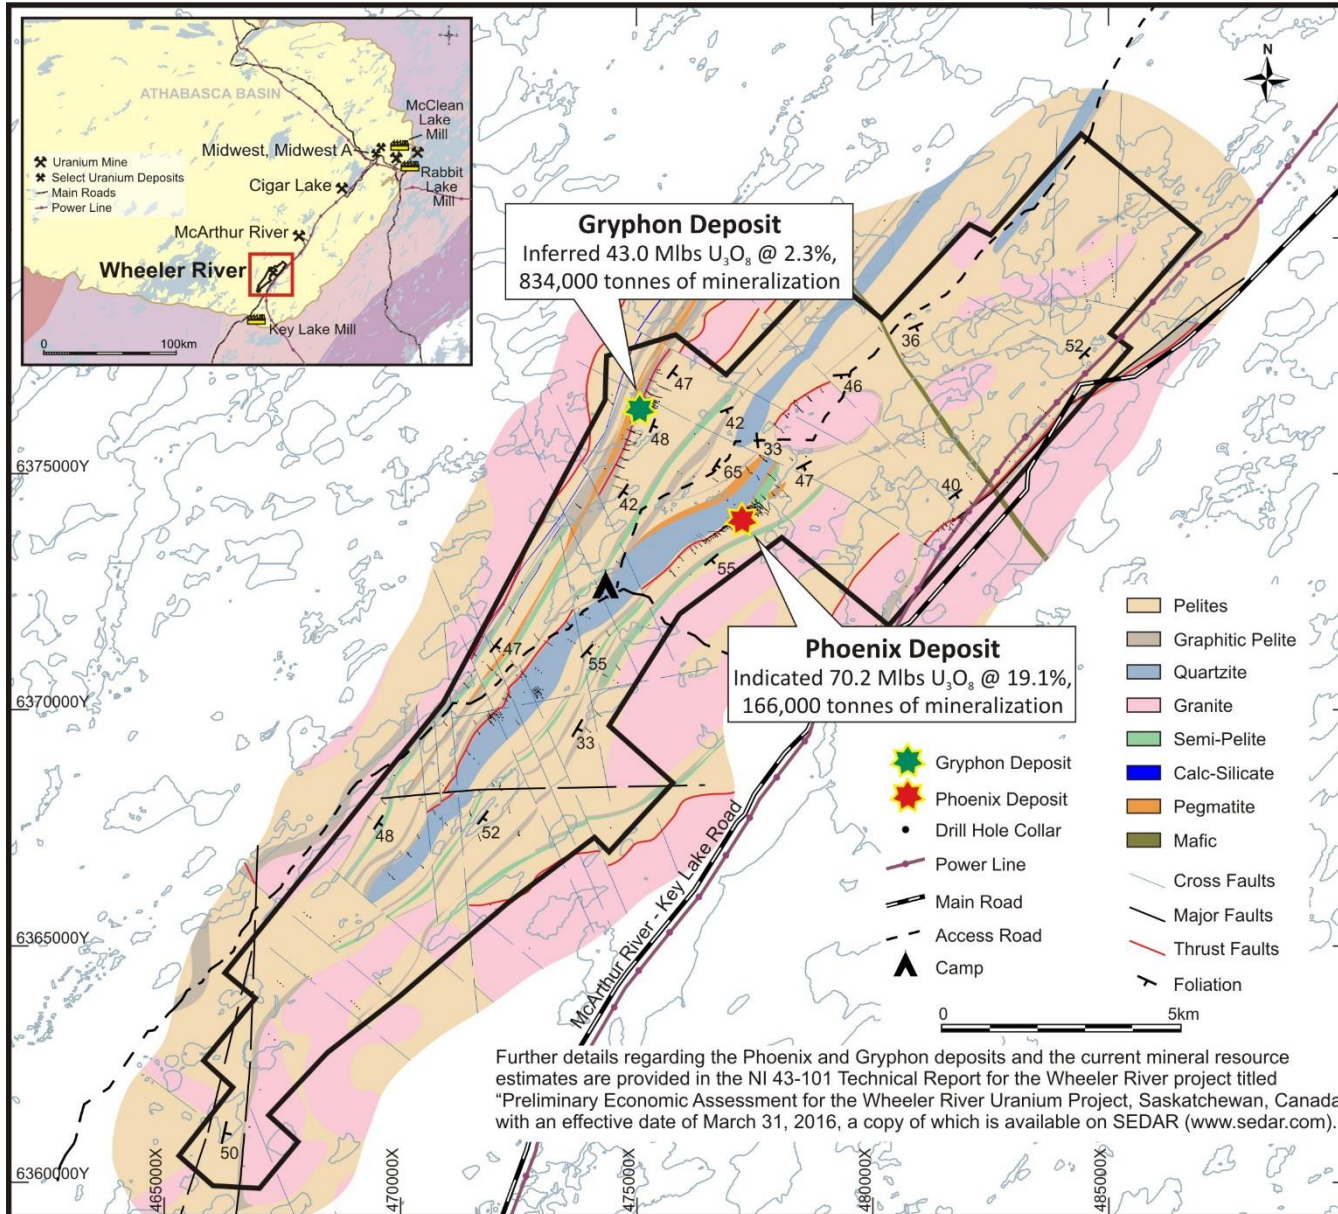 ATHABASCA BASIN
McClean
Lake
Mill
Midwest, Midwest A
Uranium Mine
Select Uranium Deposits
Main Roads
Power Line
Rabbit
Lake
Mill
Cigar Lake
McArthur River
Wheeler River
Key Lake Mill
0 100km
N
Gryphon Deposit
Inferred 43.0 Mlbs U₃O₈ @ 2.3%,
834,000 tonnes of mineralization
36
52
47
46
42
48
33
65
47
42
40
55
47
55
33
48
52
50
Phoenix Deposit
Indicated 70.2 Mlbs U₃O₈ @ 19.1%,
166,000 tonnes of mineralization
6375000Y
6370000Y
6365000Y
6360000Y
465000X
470000X
475000X
480000X
485000X
McArthur River - Key Lake Road
Gryphon Deposit
Phoenix Deposit
Drill Hole Collar
Power Line
Main Road
Access Road
Camp
Pelites
Graphitic Pelite
Quartzite
Granite
Semi-Pelite
Calc-Silicate
Pegmatite
Mafic
Cross Faults
Major Faults
Thrust Faults
Foliation
0 5km
Further details regarding the Phoenix and Gryphon deposits and the current mineral resource
estimates are provided in the NI 43-101 Technical Report for the Wheeler River project titled
“Preliminary Economic Assessment for the Wheeler River Uranium Project, Saskatchewan, Canada
with an effective date of March 31, 2016, a copy of which is available on SEDAR (www.sedar.com).